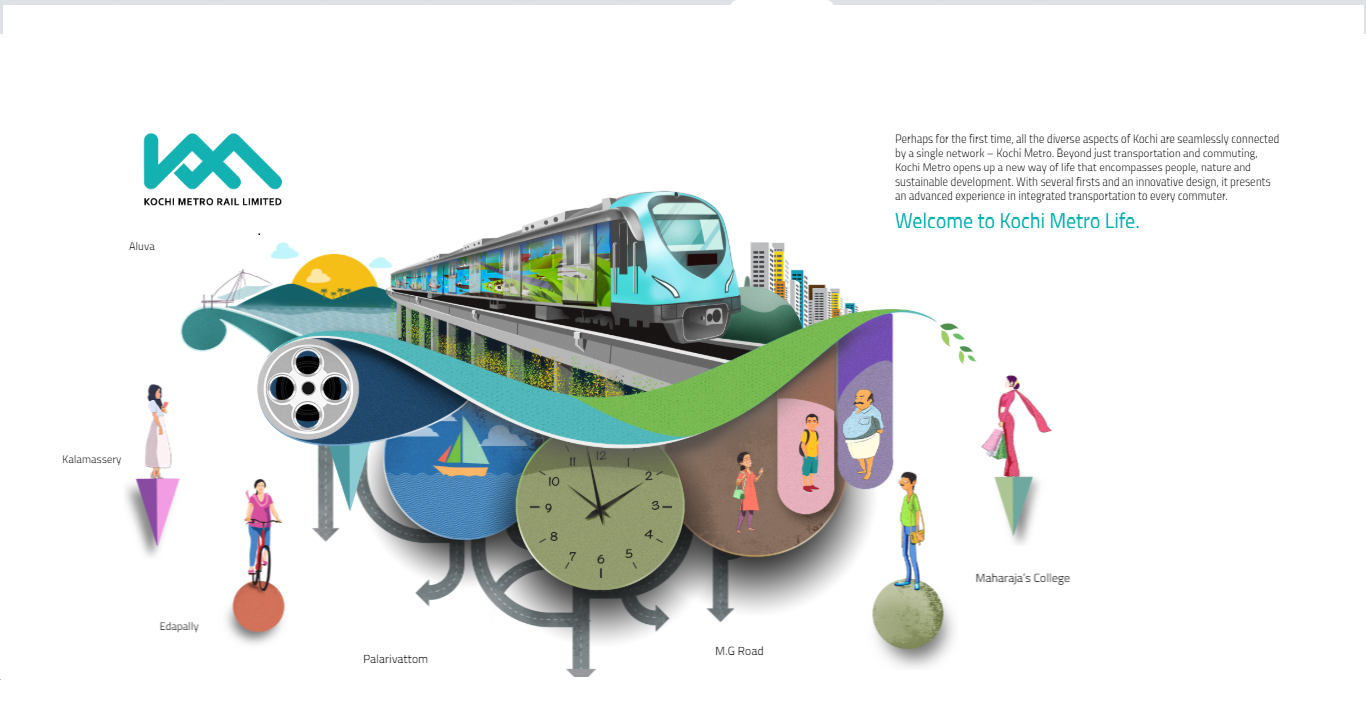 KOCHI METRO RAIL LIMITED
Perhaps for the first time, all the diverse aspects of Kochi are seamlessly connected
by a single network – Kochi Metro. Beyond just transportation and commuting,
Kochi Metro opens up a new way of life that encompasses people, nature and
sustainable development. With several firsts and an innovative design, it presents
an advanced experience in integrated transportation to every commuter.
Welcome to Kochi Metro Life.
Aluva
Kalamassery
12
11
1
10
2
9
3
8
4
7
5
6
Edapally
Palarivattom
M.G Road
Maharaja's College